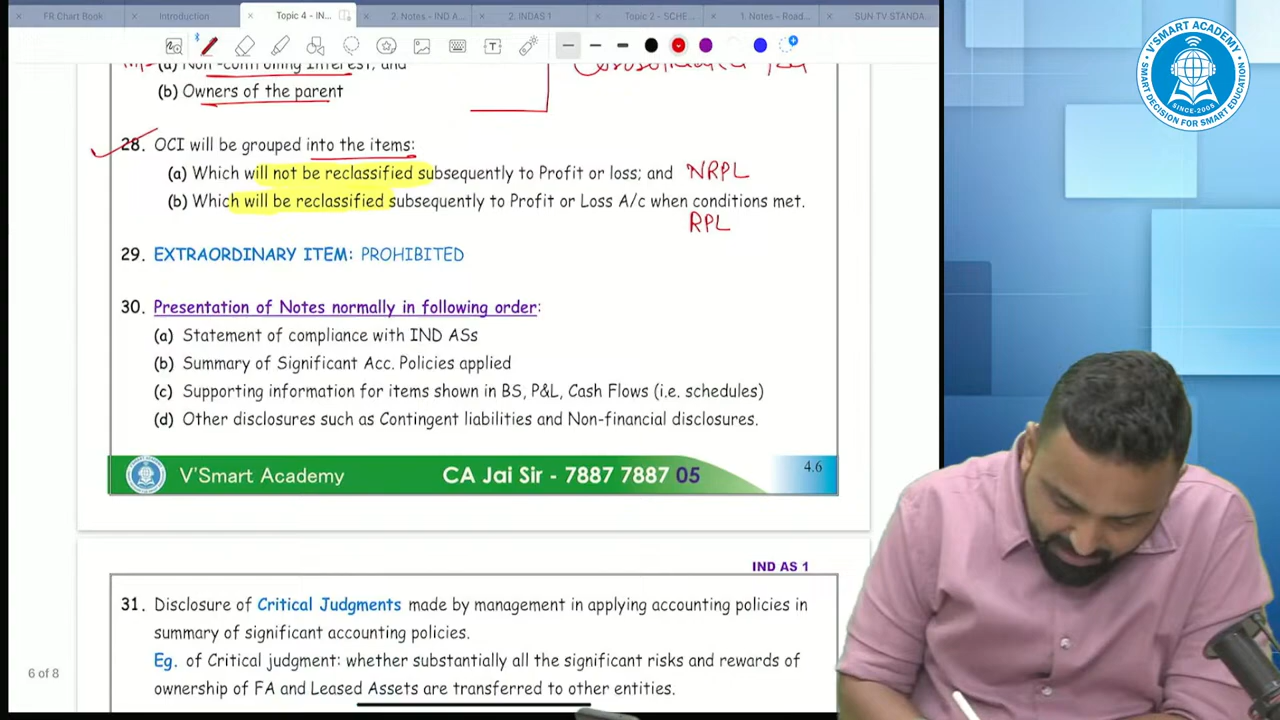 FR Chart Book
Introduction
Topic 4 - IN...
2. Notes - IND A...
2. INDAS 1
Topic 2 - SCHE...
1. Notes - Road...
SUN TV STANDA...
(a) Non-controlling interest, and
(b) Owners of the parent
28. OCI will be grouped into the items:
(a) Which will not be reclassified subsequently to Profit or loss; and NRPL
(b) Which will be reclassified subsequently to Profit or Loss A/c when conditions met.
RPL
29. EXTRAORDINARY ITEM: PROHIBITED
30. Presentation of Notes normally in following order:
(a) Statement of compliance with IND ASs
(b) Summary of Significant Acc. Policies applied
(c) Supporting information for items shown in BS, P&L, Cash Flows (i.e. schedules)
(d) Other disclosures such as Contingent liabilities and Non-financial disclosures.
V'Smart Academy CA Jai Sir - 7887 7887 05 4.6
IND AS 1
31. Disclosure of Critical Judgments made by management in applying accounting policies in
summary of significant accounting policies.
Eg. of Critical judgment: whether substantially all the significant risks and rewards of
ownership of FA and Leased Assets are transferred to other entities.
6 of 8
V'SMART ACADEMY
SINCE-2005
SMART DECISION FOR SMART EDUCATION